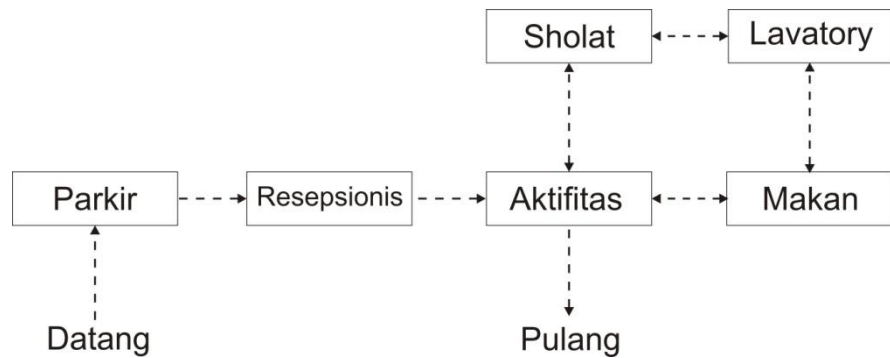 Sholat
Lavatory
Parkir
Resepsionis
Aktifitas
Makan
Datang
Pulang